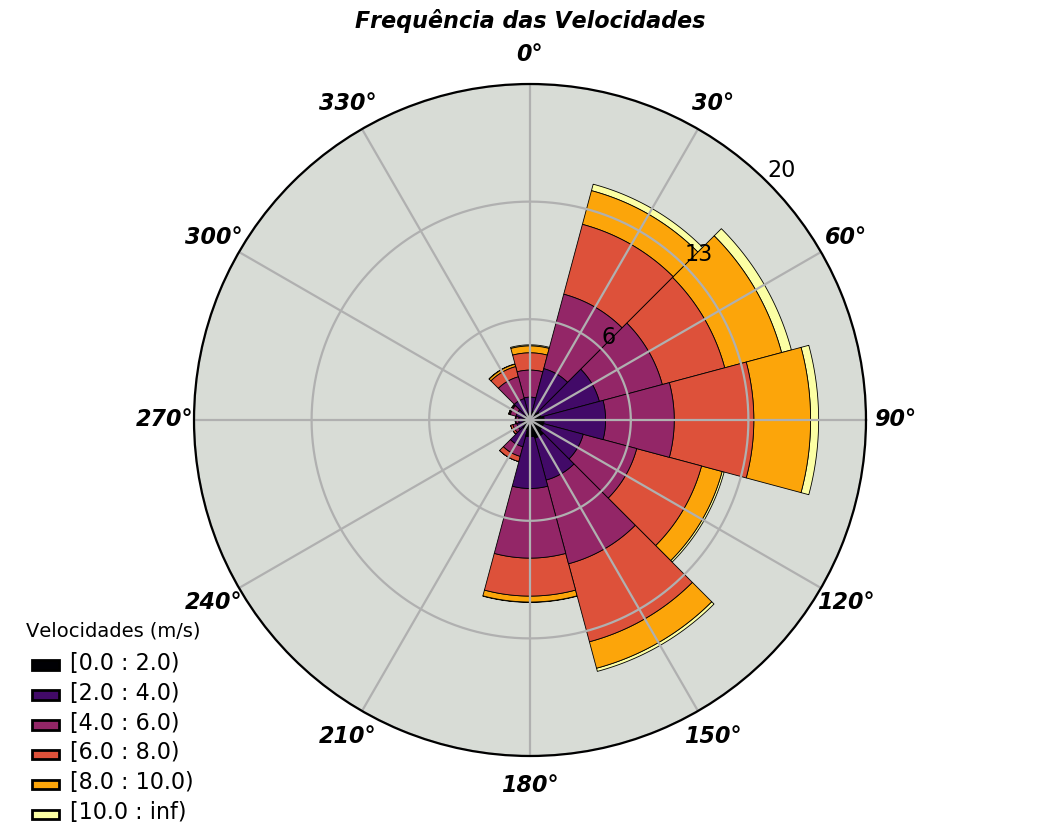 Frequência das Velocidades
0°
330°
30°
20
300°
60°
13
6
270°
90°
240°
120°
210°
150°
180°
Velocidades (m/s)
[0.0 : 2.0)
[2.0 : 4.0)
[4.0 : 6.0)
[6.0 : 8.0)
[8.0 : 10.0)
[10.0 : inf)